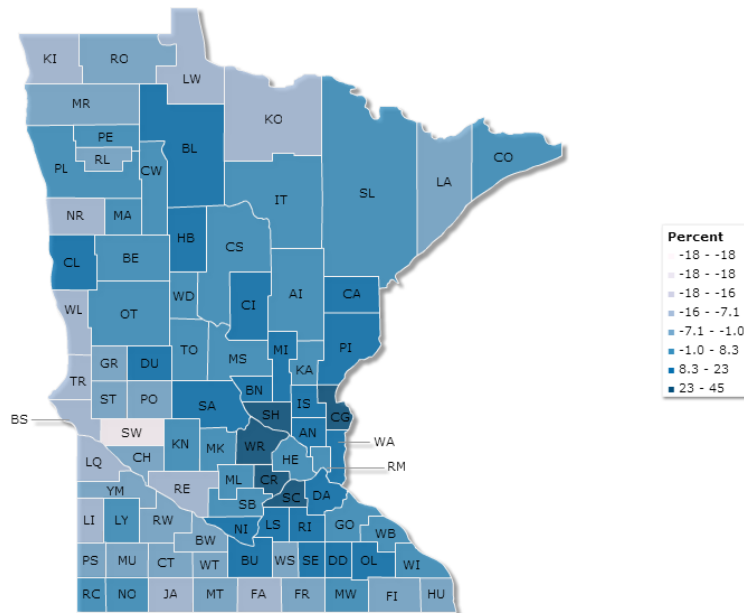 KI
RO
LW
MR
KO
PE
BL
CO
RL
PL
CW
LA
SL
IT
NR
MA
HB
CS
BE
CL
Percent
-18 - -18
-18 - -18
-18 - -16
-16 - -7.1
-7.1 - -1.0
-1.0 - 8.3
8.3 - 23
23 - 45
AI
CA
WD
CI
WL
OT
PI
MI
TO
MS
GR
DU
KA
TR
BN
ST
PO
IS
SA
SH
CG
BS
SW
AN
WA
KN
MK
WR
HE
CH
LQ
RM
ML
CR
RE
YM
SC
DA
SB
LI
LY
RW
NI
LS
RI
GO
WB
BW
PS
MU
CT
WT
BU
WS
SE
DD
OL
WI
RC
NO
JA
MT
FA
FR
MW
FI
HU